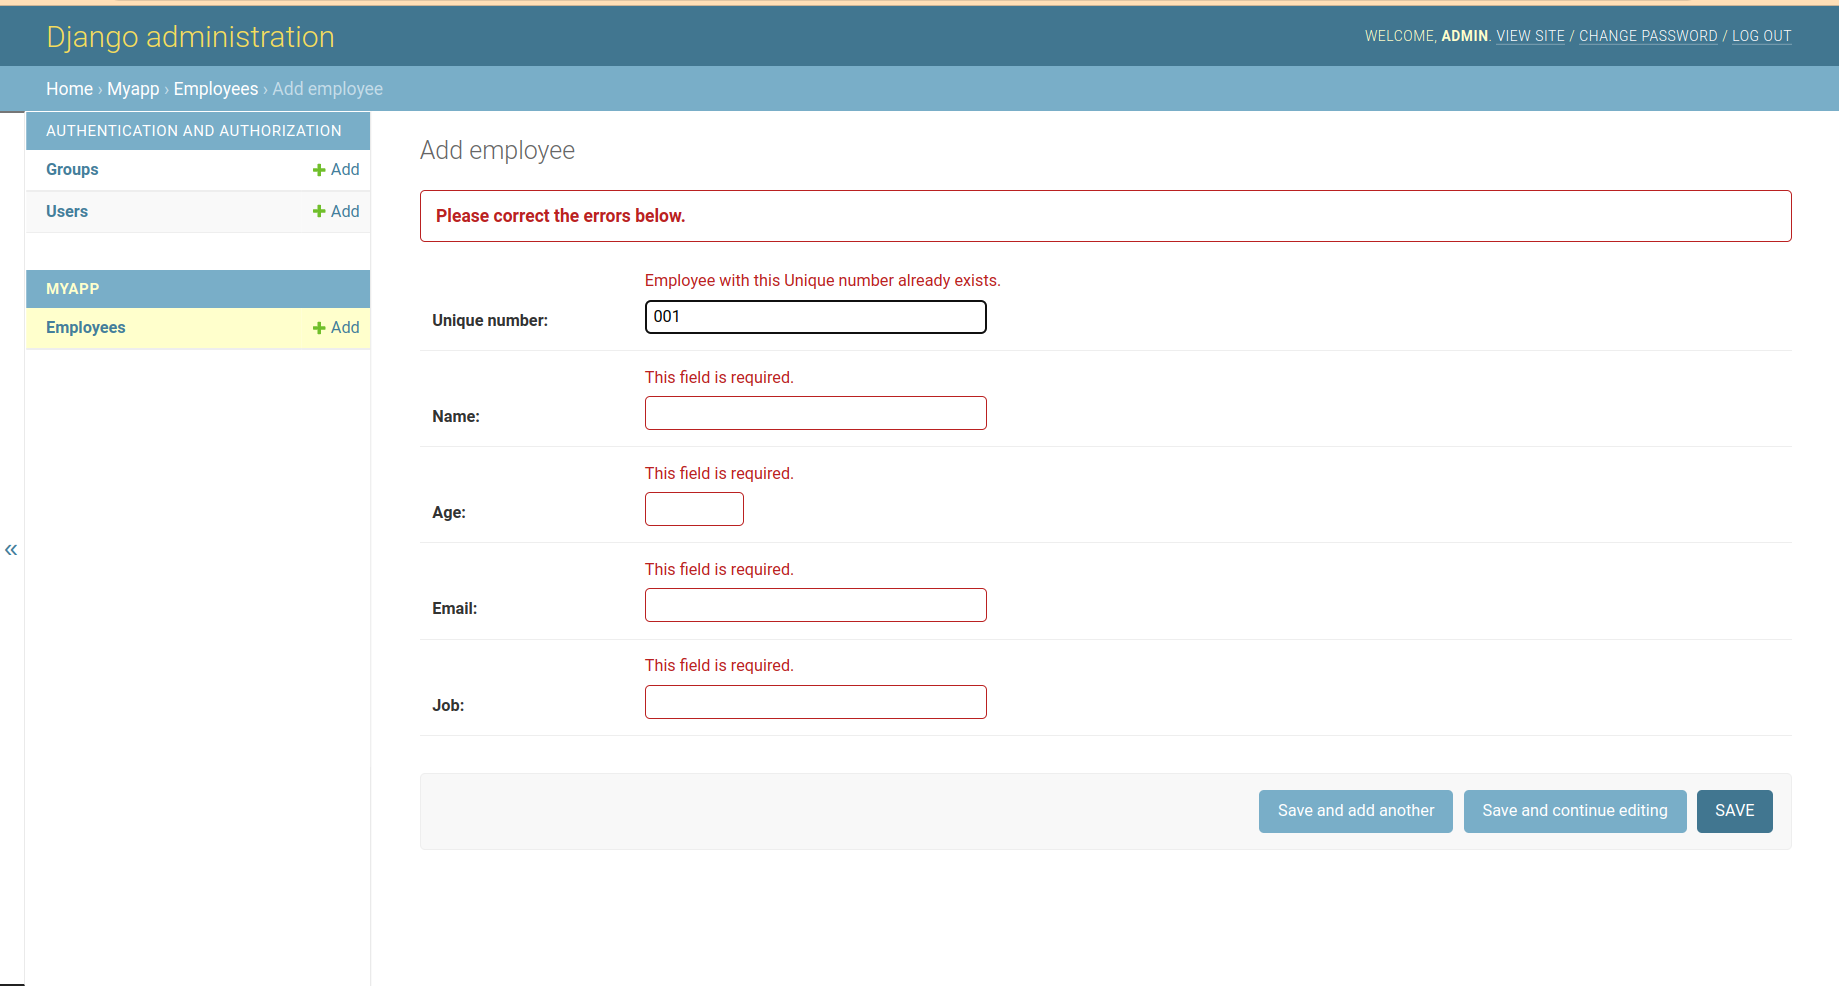 Django administration
WELCOME, ADMIN. VIEW SITE / CHANGE PASSWORD / LOG OUT
Home › Myapp › Employees › Add employee
AUTHENTICATION AND AUTHORIZATION
Groups Add
Users Add
MYAPP
Employees Add
«
Add employee
Please correct the errors below.
Employee with this Unique number already exists.
Unique number: 001
This field is required.
Name:
This field is required.
Age:
This field is required.
Email:
This field is required.
Job:
Save and add another Save and continue editing SAVE